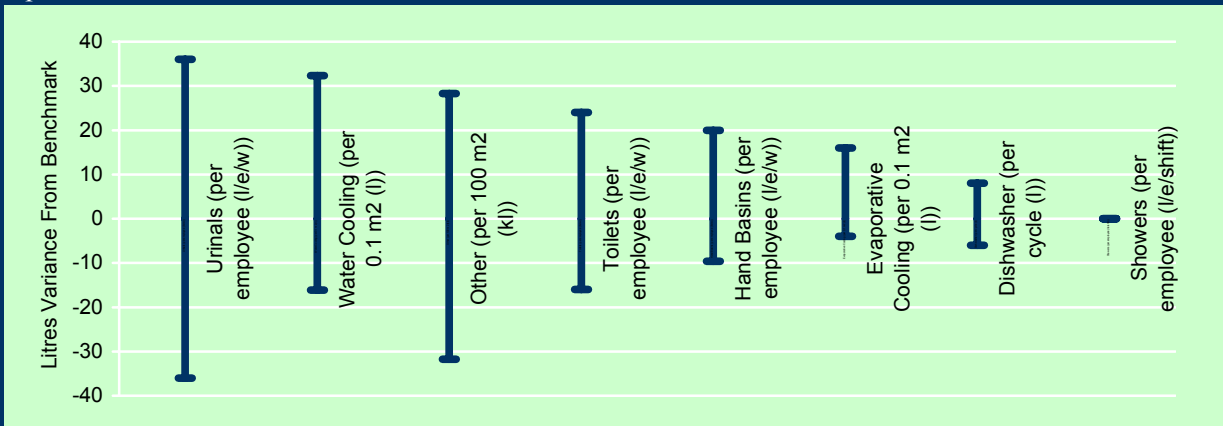 Litres Variance From Benchmark
40
30
20
10
0
-10
-20
-30
-40
Urinals (per
employee (l/e/w))
Water Cooling (per
0.1 m2 (l))
Other (per 100 m2
(kl))
Toilets (per
employee (l/e/w))
Hand Basins (per
employee (l/e/w))
Evaporative
Cooling (per 0.1 m2
(l))
Dishwasher (per
cycle (l))
Showers (per
employee (l/e/shift))